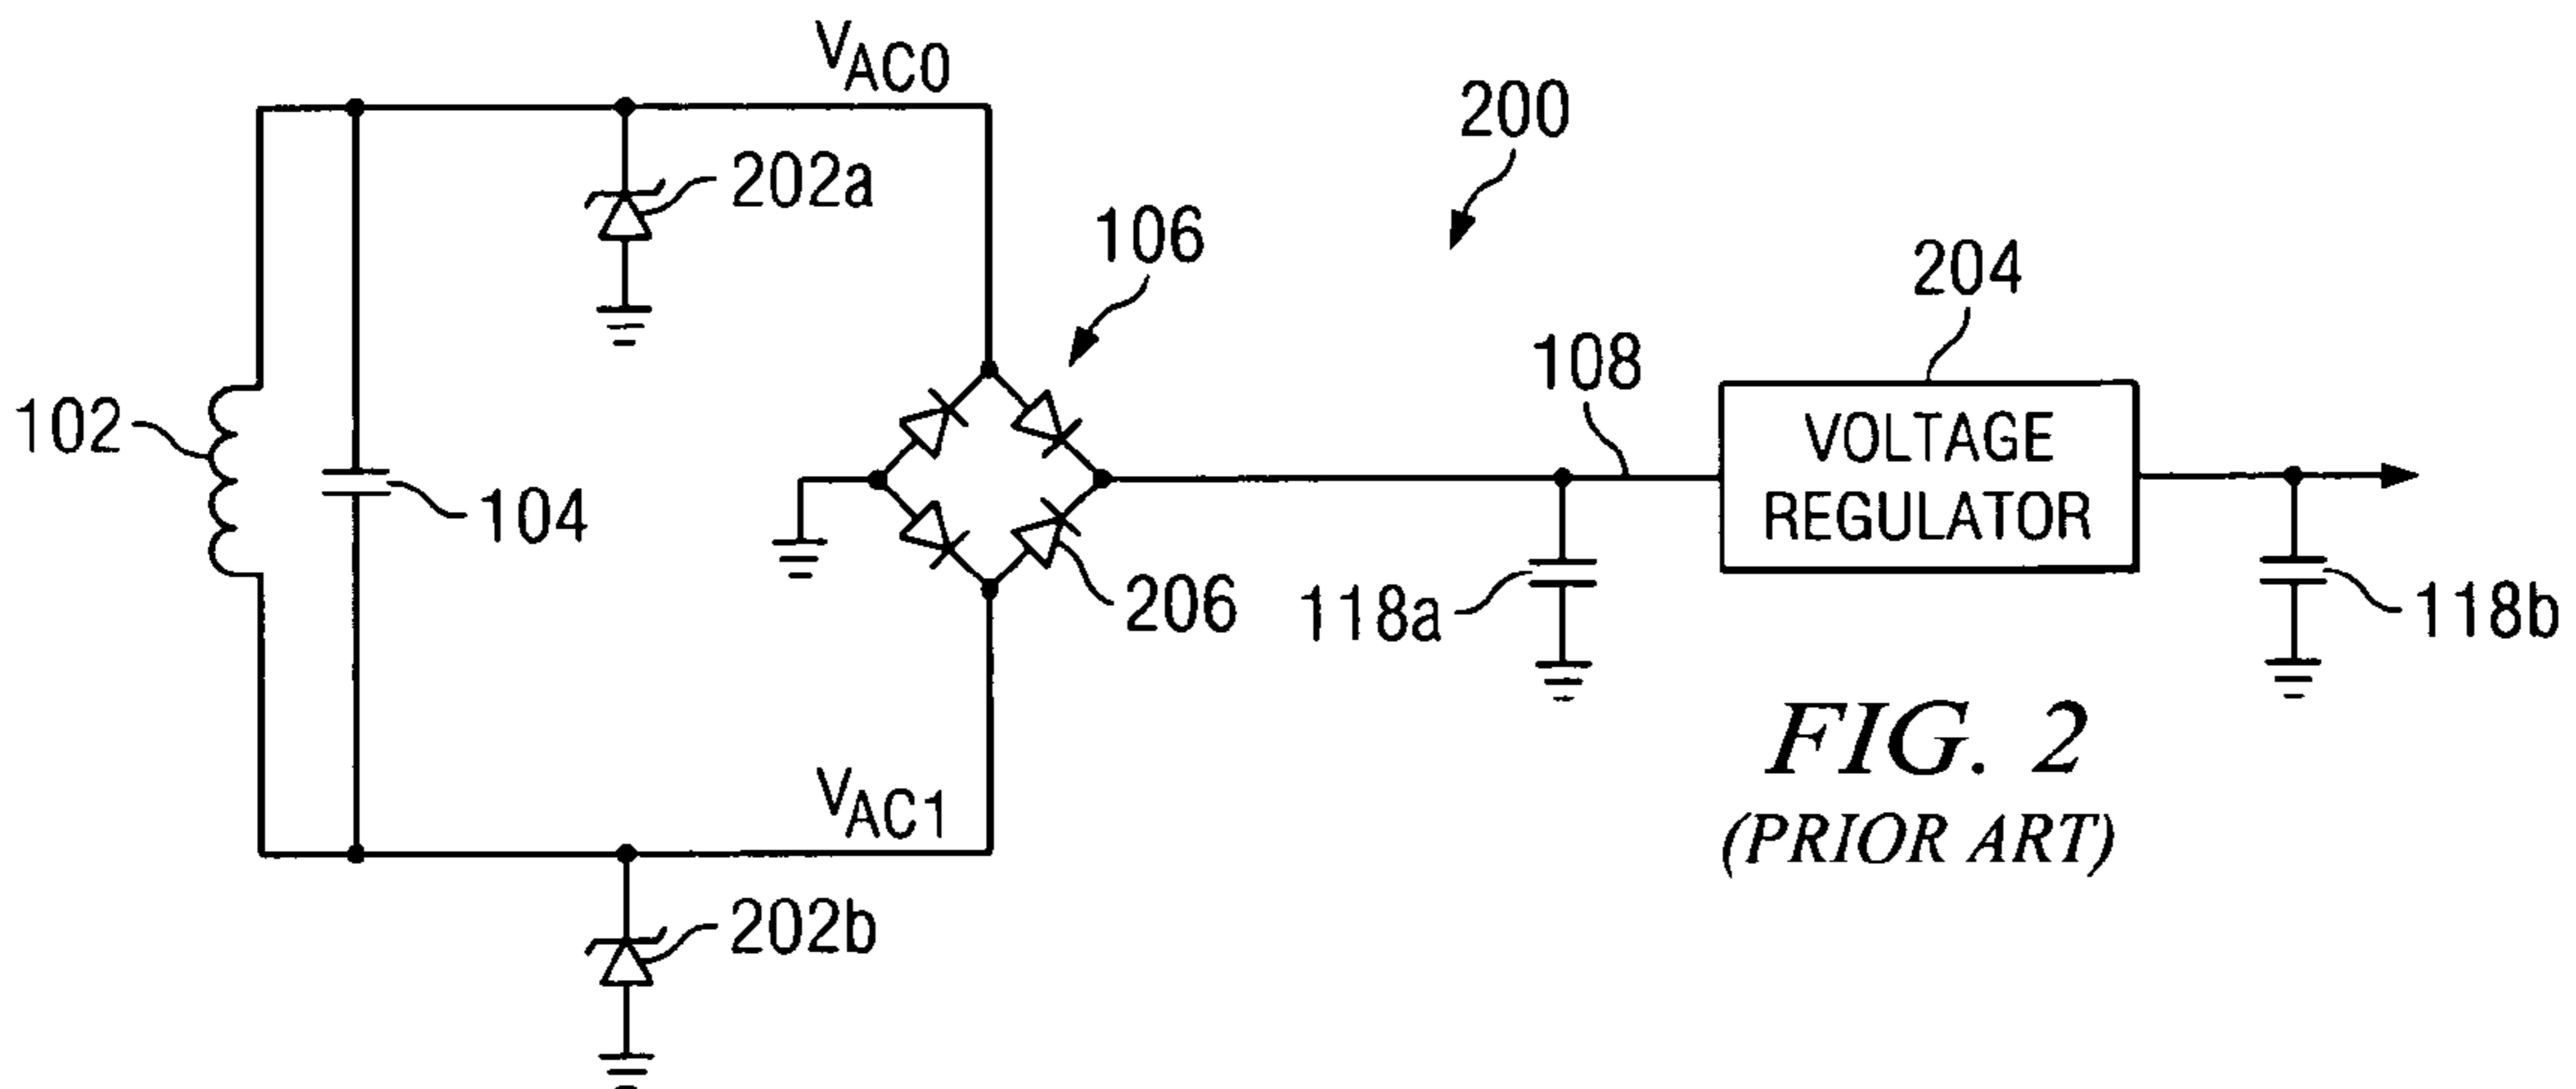 VAC0
200
202a
106
204
108
VOLTAGE
REGULATOR
102
104
206
118a
118b
FIG. 2
(PRIOR ART)
VAC1
202b